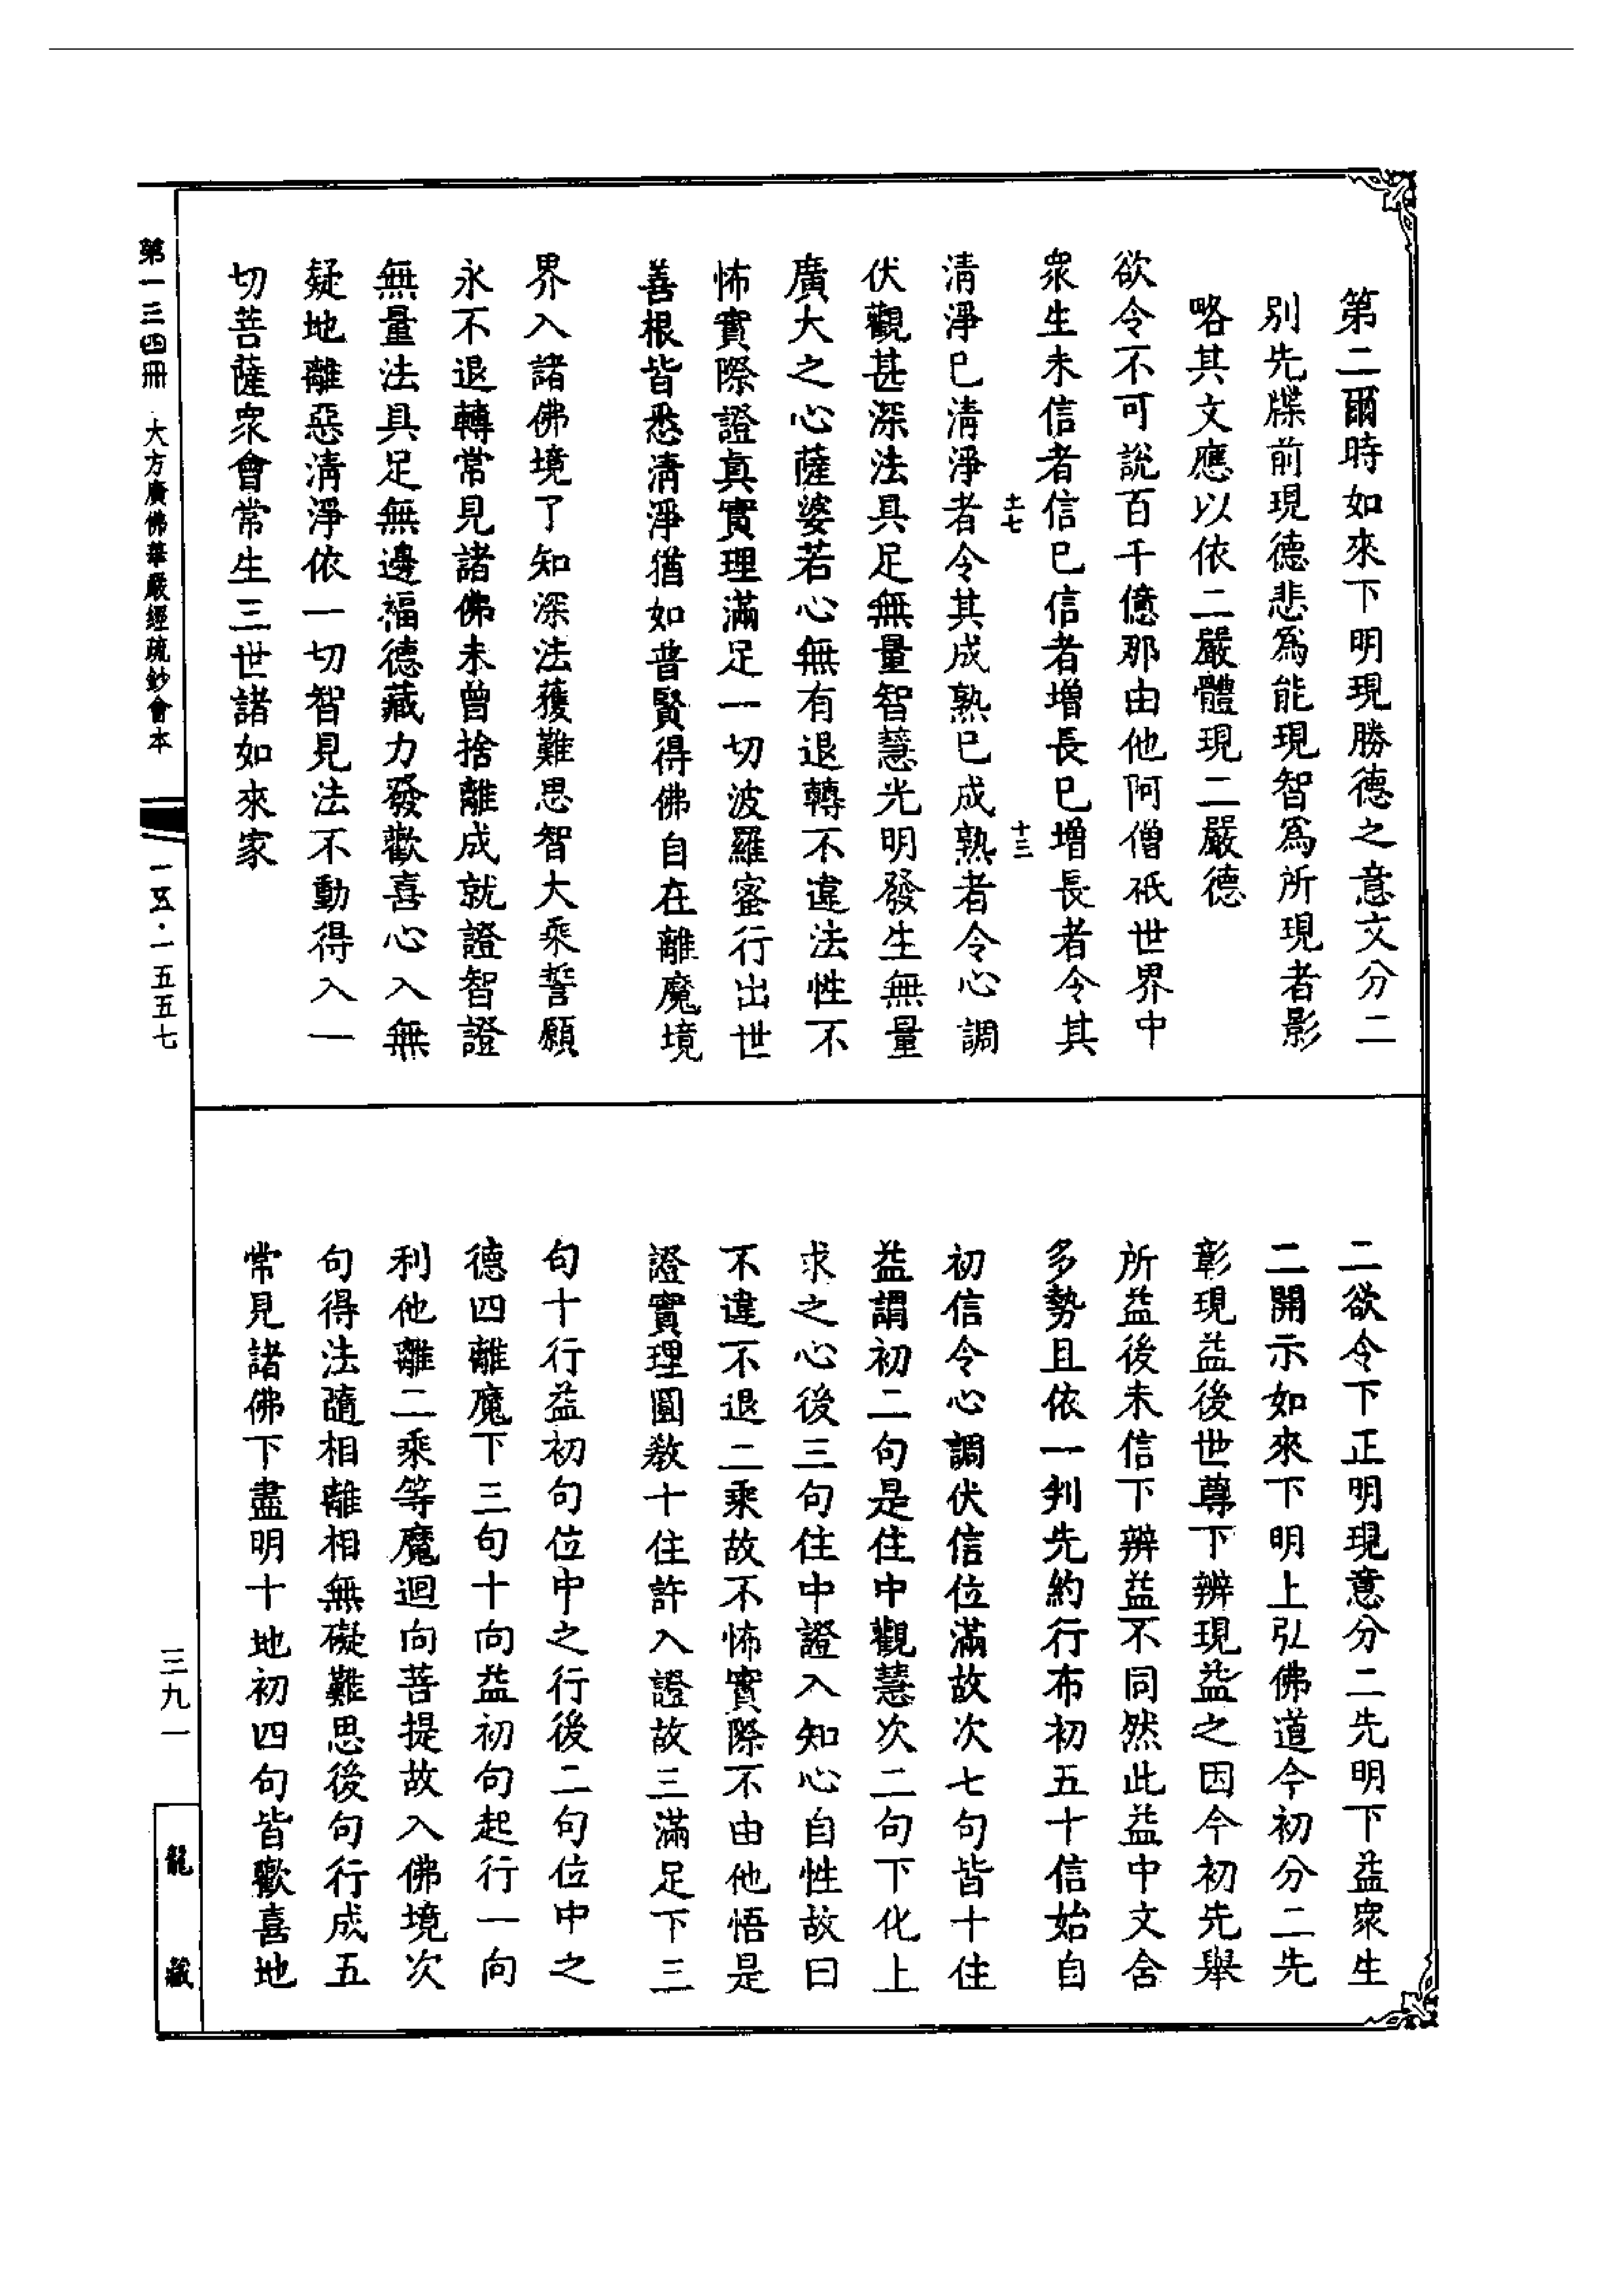 第二爾時如來下明現勝德之意文分二
別先牒前現德悲爲能現智爲所現者影
略其文應以依二嚴體現二嚴德
欲令不可說百千億那由他阿僧祇世界中
衆生未信者信已信者增長已增長者令其
十七
十三
清淨已清淨者令其成熟已成熟者令心調
伏觀甚深法具足無量智慧光明發生無量
廣大之心薩婆若心無有退轉不違法性不
怖實際證真實理滿足一切波羅蜜行出世
善根皆悉清淨猶如普賢得佛自在離魔境
界入諸佛境了知深法獲難思智大乘誓願
永不退轉常見諸佛未曾捨離成就證智證
無量法具足無邊福德藏力發歡喜心入無
疑地離惡清淨依一切智見法不動得入一
切菩薩衆會常生三世諸如來家
二欲令下正明現意分二先明下益衆生
二開示如來下明上弘佛道今初分二先
彰現益後世尊下辨現益之因今初先舉
所益後未信下辨益不同然此益中文含
多勢且依一判先約行布初五十信始自
初信令心調伏信位滿故次七句皆十住
益謂初二句是住中觀慧次二句下化上
求之心後三句住中證入知心自性故曰
不違不退二乘故不怖實際不由他悟是
證實理圓教十住許入證故三滿足下三
句十行益初句位中之行後二句位中之
德四離魔下三句十向益初句起行一向
利他離二乘等魔迴向菩提故入佛境次
句得法隨相離相無礙難思後句行成五
常見諸佛下盡明十地初四句皆歡喜地
第一三四冊 大方廣佛華嚴經疏鈔會本
一五·一五五七
三九一
龍藏